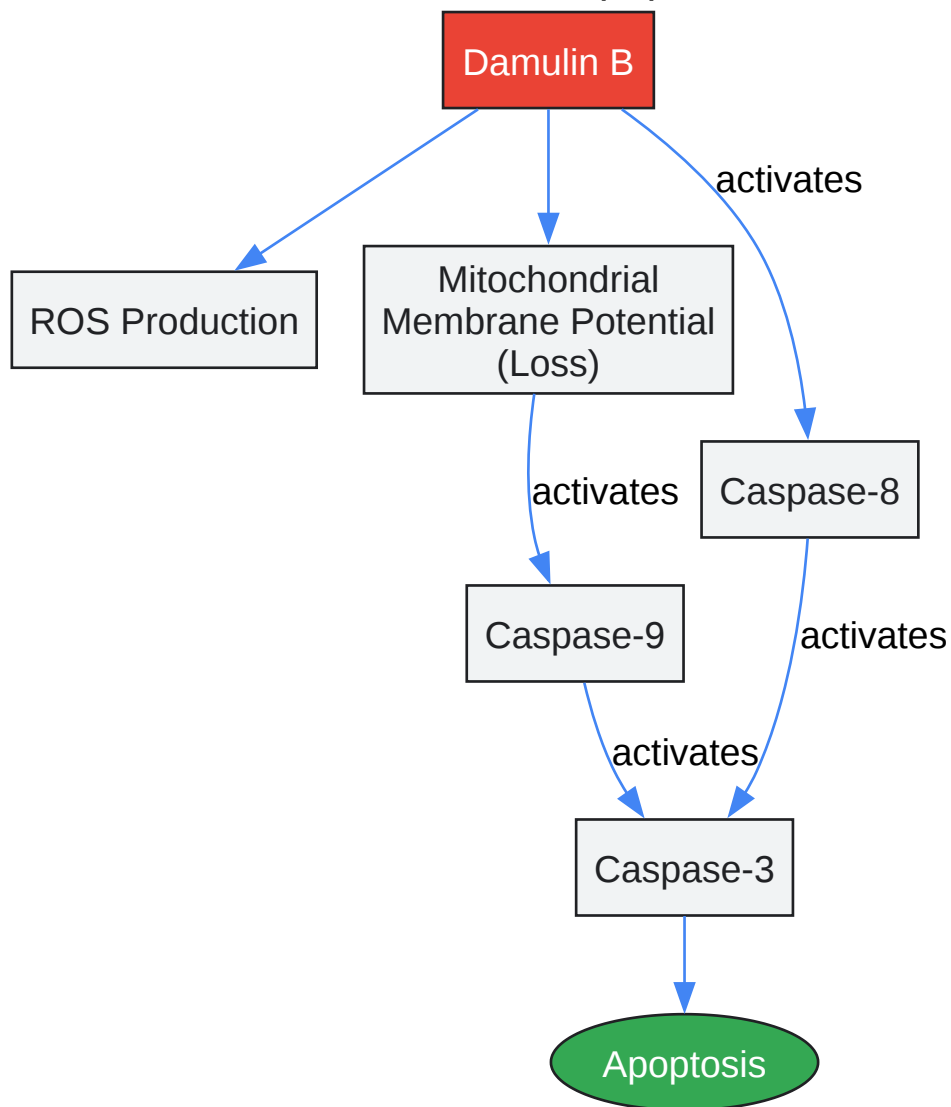 Damulin B
activates
ROS Production
Mitochondrial
Membrane Potential
(Loss)
activates
Caspase-8
Caspase-9
activates
activates
Caspase-3
Apoptosis